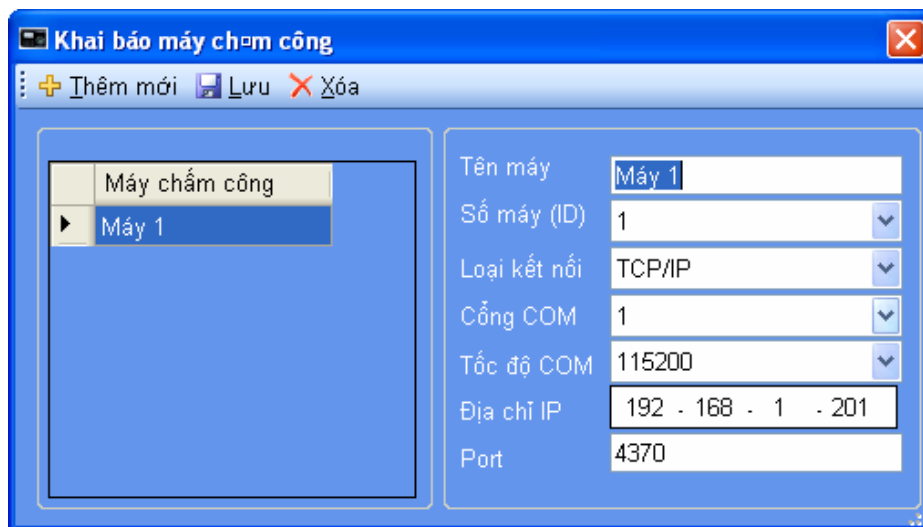 Khai báo máy ch¤m công
Thêm mới Lưu Xóa
Máy chấm công
Máy 1
Tên máy Máy 1
Số máy (ID) 1
Loại kết nối TCP/IP
Cổng COM 1
Tốc độ COM 115200
Địa chỉ IP 192 . 168 . 1 . 201
Port 4370